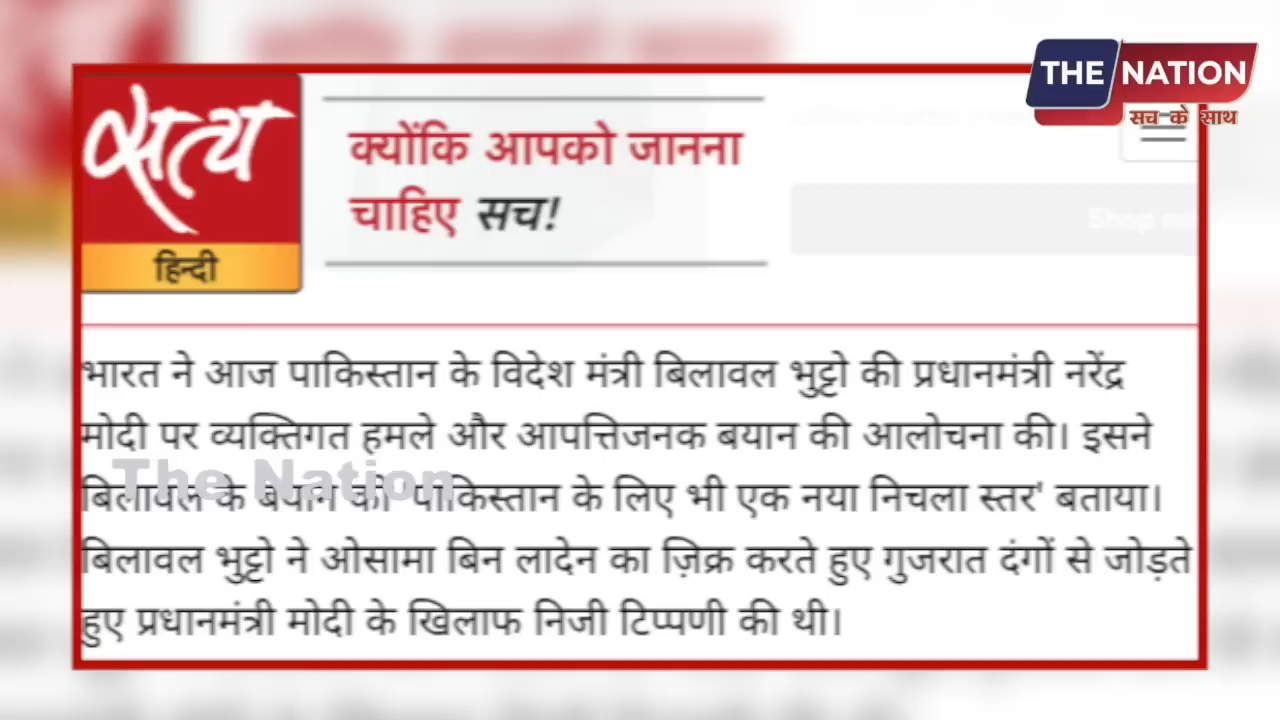 THE NATION
सच के साथ
सत्य
हिन्दी
क्योंकि आपको जानना
चाहिए सच!
भारत ने आज पाकिस्तान के विदेश मंत्री बिलावल भुट्टो की प्रधानमंत्री नरेंद्र
मोदी पर व्यक्तिगत हमले और आपत्तिजनक बयान की आलोचना की। इसने
बिलावल के बयान को 'पाकिस्तान के लिए भी एक नया निचला स्तर' बताया।
The Nation
बिलावल भुट्टो ने ओसामा बिन लादेन का ज़िक्र करते हुए गुजरात दंगों से जोड़ते
हुए प्रधानमंत्री मोदी के खिलाफ निजी टिप्पणी की थी।